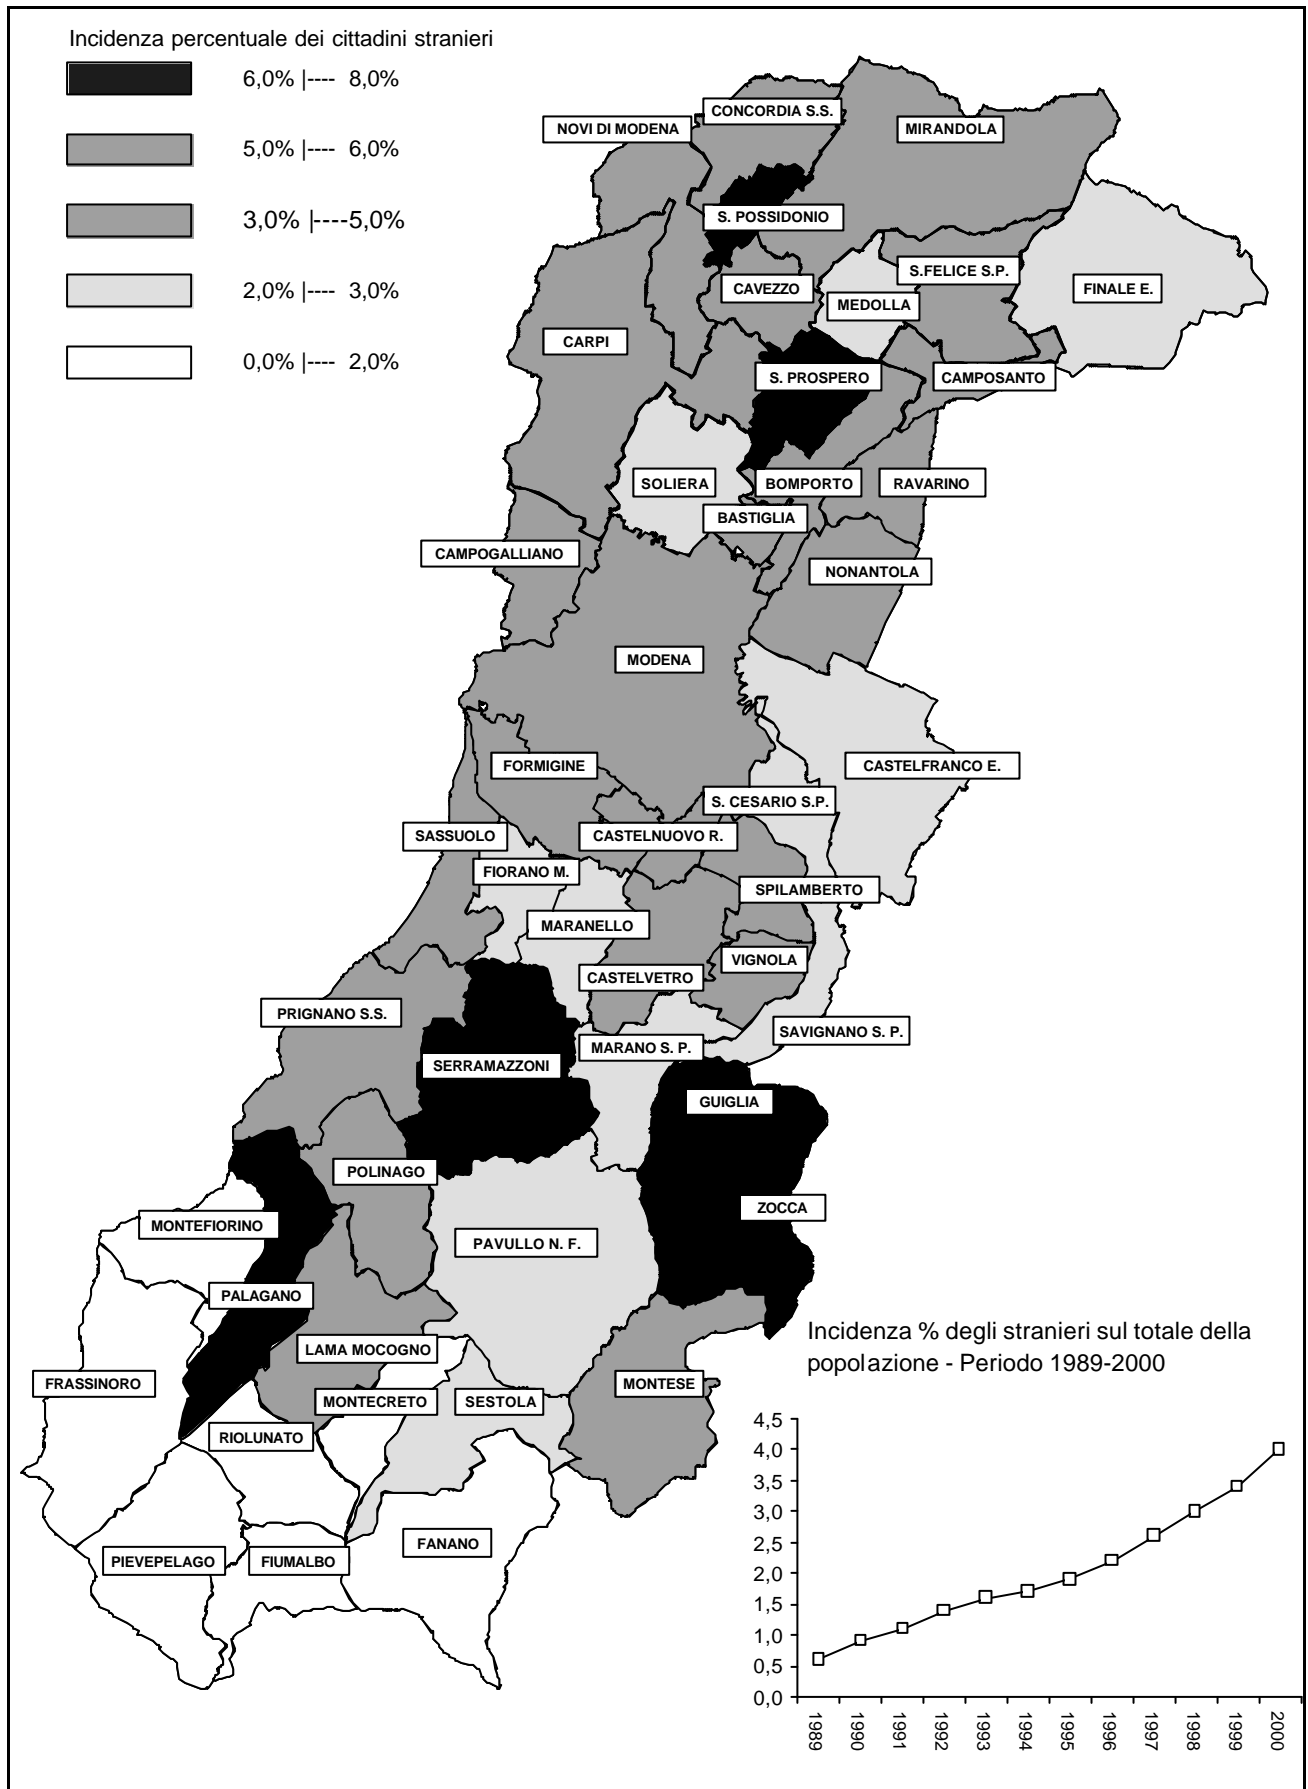 Incidenza percentuale dei cittadini stranieri
6,0% |---- 8,0%
5,0% |---- 6,0%
3,0% |----5,0%
2,0% |---- 3,0%
0,0% |---- 2,0%
CONCORDIA S.S.
NOVI DI MODENA
MIRANDOLA
S. POSSIDONIO
S.FELICE S.P.
CAVEZZO
FINALE E.
MEDOLLA
CARPI
S. PROSPERO
CAMPOSANTO
SOLIERA
BOMPORTO
RAVARINO
BASTIGLIA
CAMPOGALLIANO
NONANTOLA
MODENA
FORMIGINE
CASTELFRANCO E.
S. CESARIO S.P.
SASSUOLO
CASTELNUOVO R.
FIORANO M.
SPILAMBERTO
MARANELLO
VIGNOLA
CASTELVETRO
PRIGNANO S.S.
SAVIGNANO S. P.
MARANO S. P.
SERRAMAZZONI
GUIGLIA
POLINAGO
ZOCCA
MONTEFIORINO
PAVULLO N. F.
PALAGANO
LAMA MOCOGNO
FRASSINORO
MONTESE
MONTECRETO
SESTOLA
RIOLUNATO
FANANO
PIEVEPELAGO
FIUMALBO
Incidenza % degli stranieri sul totale della
popolazione - Periodo 1989-2000
4,5
4,0
3,5
3,0
2,5
2,0
1,5
1,0
0,5
0,0
1989
1990
1991
1992
1993
1994
1995
1996
1997
1998
1999
2000